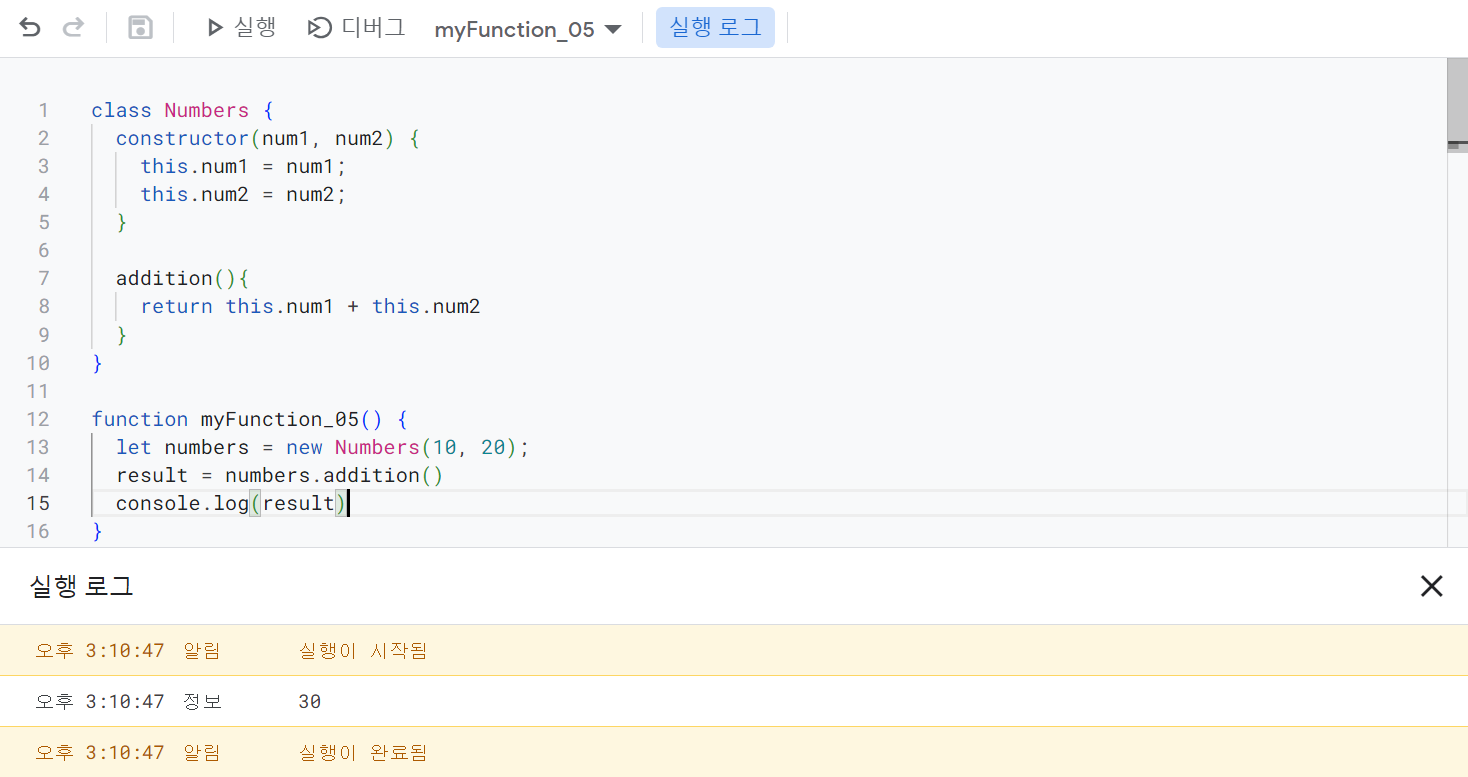 실행 디버그 myFunction_05 실행 로그
1 class Numbers {
2 constructor(num1, num2) {
3 this.num1 = num1;
4 this.num2 = num2;
5 }
6
7 addition(){
8 return this.num1 + this.num2
9 }
10 }
11
12 function myFunction_05() {
13 let numbers = new Numbers(10, 20);
14 result = numbers.addition()
15 console.log(result)
16 }
실행 로그
오후 3:10:47 알림 실행이 시작됨
오후 3:10:47 정보 30
오후 3:10:47 알림 실행이 완료됨